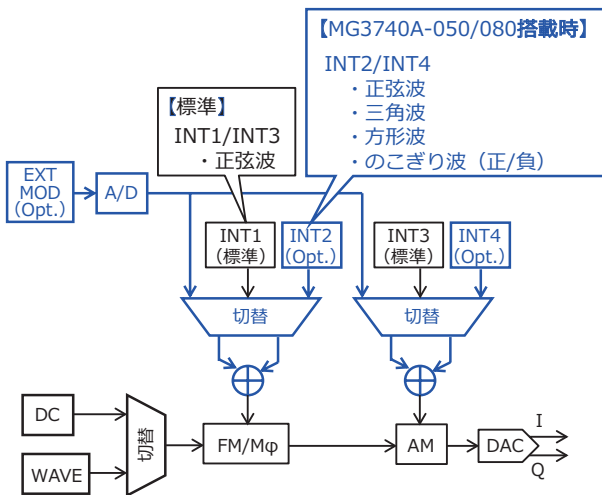 【MG3740A-050/080搭載時】
INT2/INT4
・正弦波
・三角波
・方形波
・のこぎり波（正/負）
【標準】
INT1/INT3
・正弦波
EXT
MOD
(Opt.)
A/D
INT1
(標準)
INT2
(Opt.)
INT3
(標準)
INT4
(Opt.)
切替
切替
DC
WAVE
切替
FM/Mφ
AM
DAC
I
Q